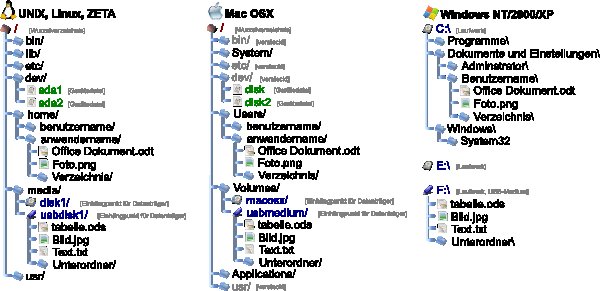 UNIX, Linux, ZETA
/ [Wurzelverzeichnis]
bin/
lib/
etc/
dev/
ada1 [Gerätedatei]
ada2 [Gerätedatei]
home/
benutzername/
anwendername/
Office Dokument.odt
Foto.png
Verzeichnis/
media/
disk1/ [Einhängpunkt für Datenträger]
usbdisk1/ [Einhängpunkt für Datenträger]
tabelle.ods
Bild.jpg
Text.txt
Unterordner/
usr/
Mac OSX
/ [Wurzelverzeichnis]
bin/ [versteckt]
System/
etc/ [versteckt]
dev/ [versteckt]
disk [Gerätedatei]
disk2 [Gerätedatei]
Users/
benutzername/
anwendername/
Office Dokument.odt
Foto.png
Verzeichnis/
Volumes/
macosx/ [Einhängpunkt für Datenträger]
usbmedium/ [Einhängpunkt für Datenträger]
tabelle.ods
Bild.jpg
Text.txt
Unterordner/
Applications/
usr/ [versteckt]
Windows NT/2000/XP
C:\ [Laufwerk]
Programme\
Dokumente und Einstellungen\
Adminstrator\
Benutzername\
Office Dokument.odt
Foto.png
Verzeichnis\
Windows\
System32
E:\ [Laufwerk]
F:\ [Laufwerk, USB-Medium]
tabelle.ods
Bild.jpg
Text.txt
Unterordner\